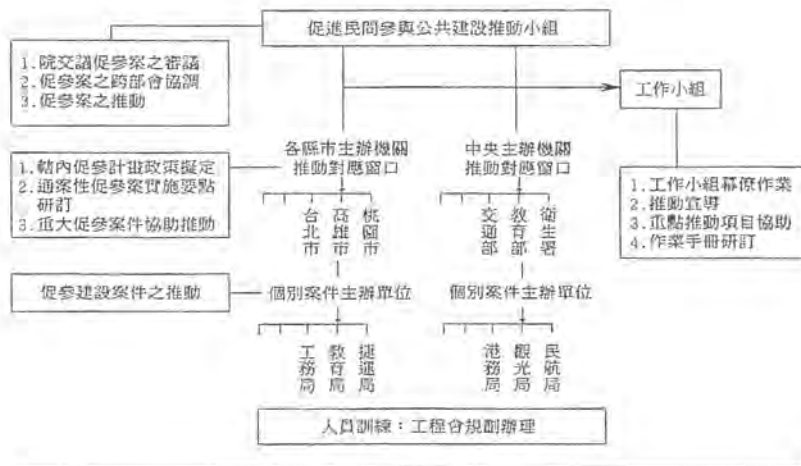 促進民間參與公共建設推動小組
1.院交議促參案之審議
2.促參案之跨部會協調
3.促參案之推動
工作小組
各縣市主辦機關
推動對應窗口
中央主辦機關
推動對應窗口
1.轄內促參計畫政策擬定
2.通案性促參案實施要點
研訂
3.重大促參案件協助推動
1.工作小組幕僚作業
2.推動宣導
3.重點推動項目協助
4.作業手冊研訂
台北市
高雄市
桃園市
交通部
教育部
衛生署
促參建設案件之推動
個別案件主辦單位
個別案件主辦單位
工務局
教育局
捷運局
港務局
觀光局
民航局
人員訓練：工程會規劃辦理